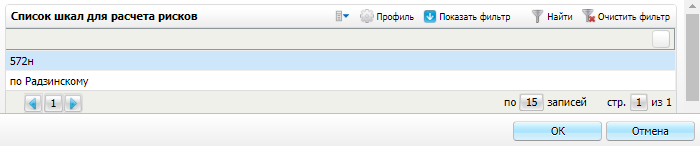 Список шкал для расчета рисков Профиль Показать фильтр Найти Очистить фильтр
572н
по Радзинскому
1 по 15 записей стр. 1 из 1
ОК Отмена